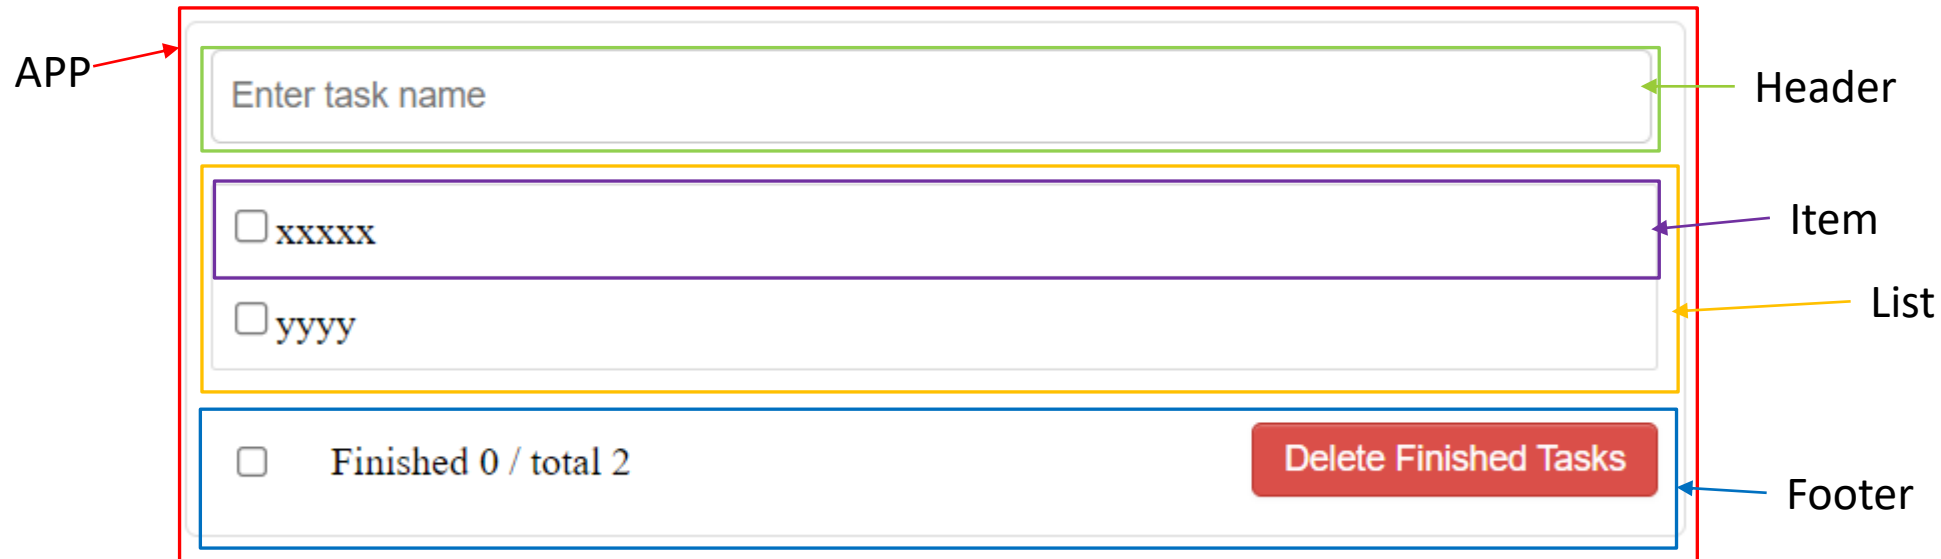 APP
Enter task name
Header
xxxxx
Item
yyyy
List
Finished 0 / total 2
Delete Finished Tasks
Footer